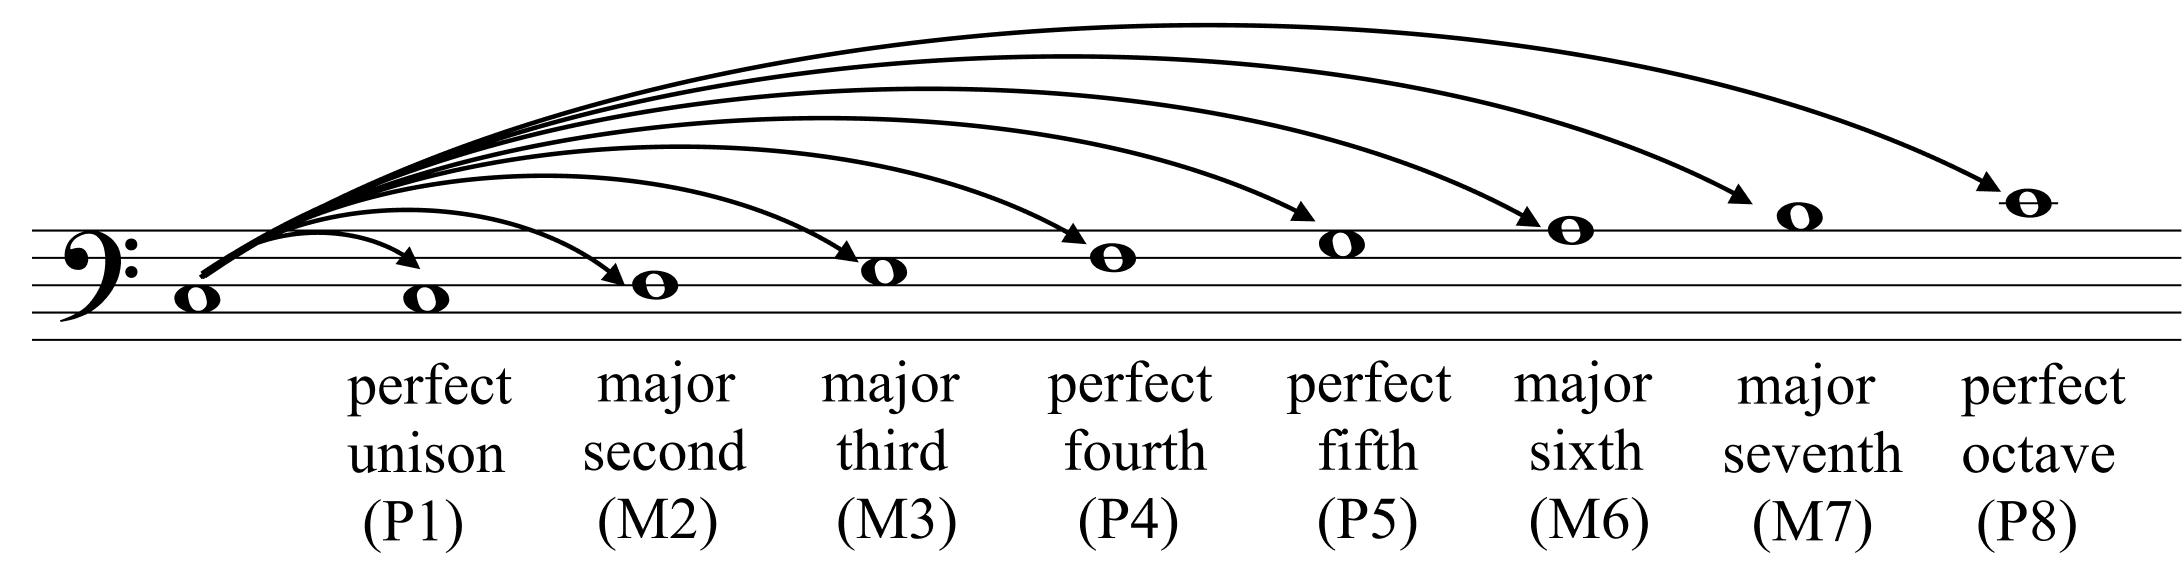 perfect major major perfect perfect major major perfect
unison second third fourth fifth sixth seventh octave
(P1) (M2) (M3) (P4) (P5) (M6) (M7) (P8)